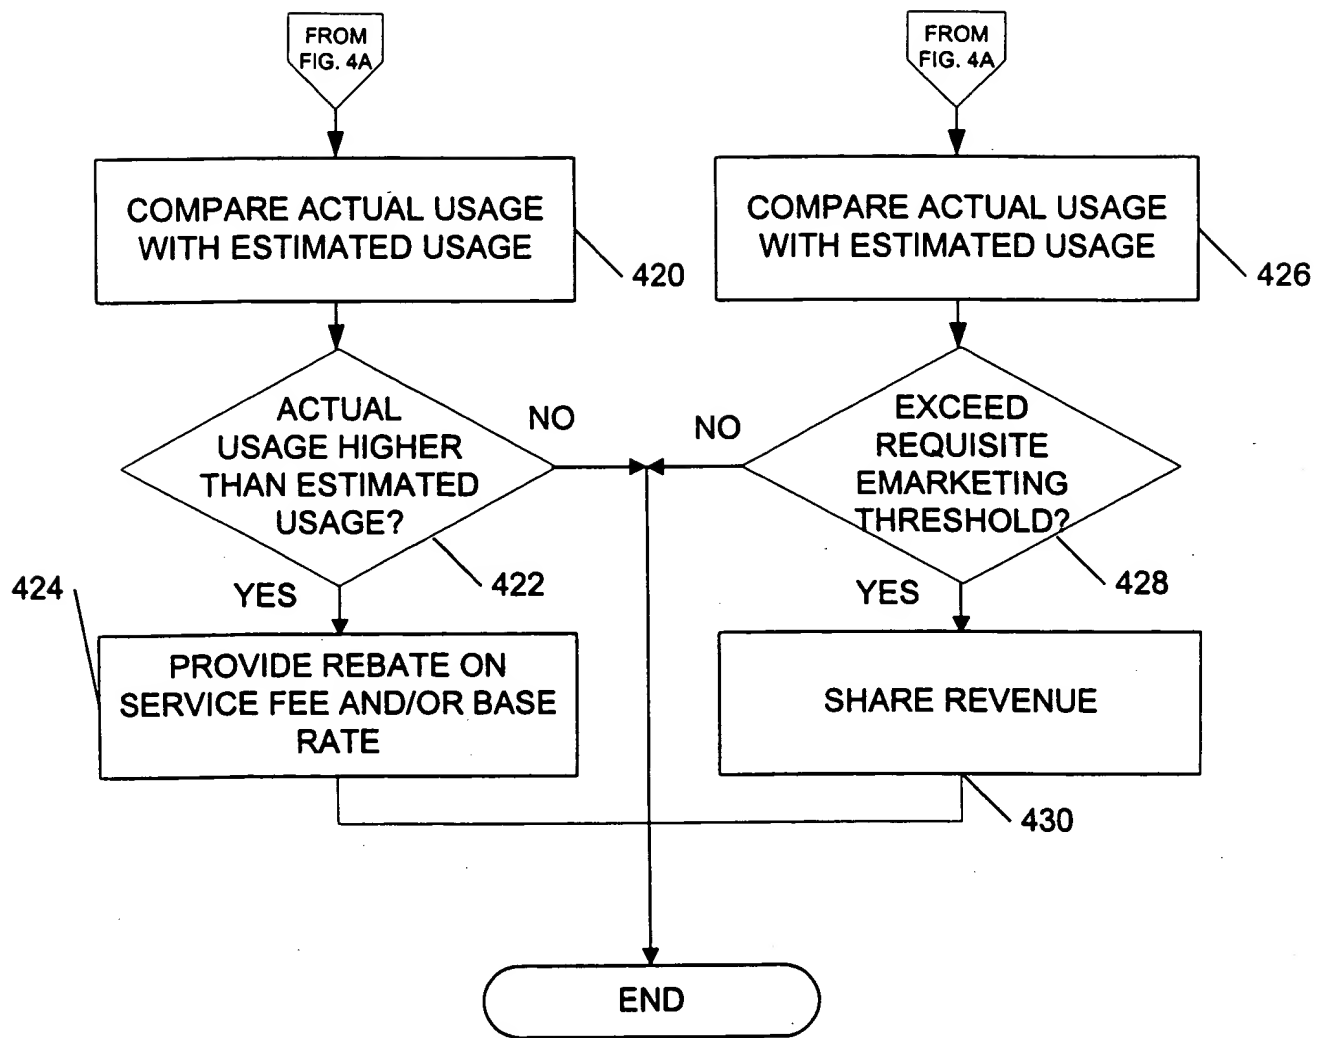 FROM
FIG. 4A
FROM
FIG. 4A
COMPARE ACTUAL USAGE
WITH ESTIMATED USAGE
420
COMPARE ACTUAL USAGE
WITH ESTIMATED USAGE
426
ACTUAL
USAGE HIGHER
THAN ESTIMATED
USAGE?
NO
422
YES
NO
EXCEED
REQUISITE
EMARKETING
THRESHOLD?
428
YES
424
PROVIDE REBATE ON
SERVICE FEE AND/OR BASE
RATE
SHARE REVENUE
430
END